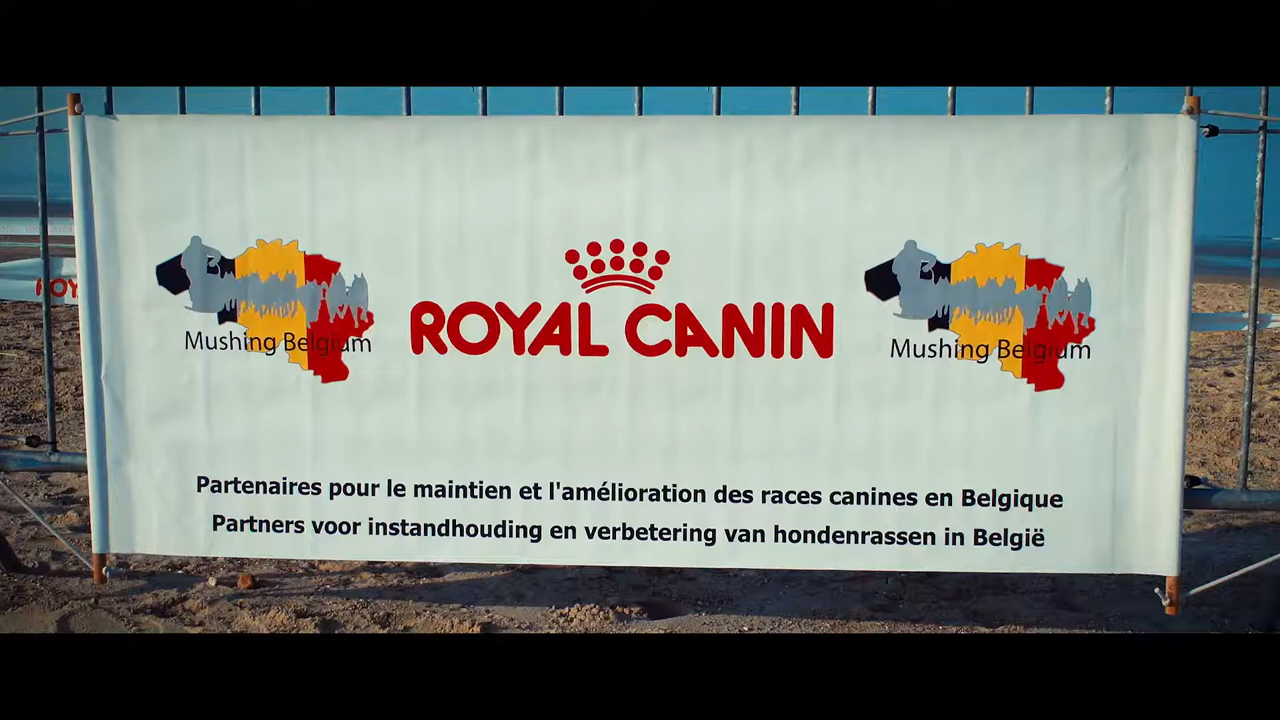 Mushing Belgium
ROYAL CANIN
Mushing Belgium
Partenaires pour le maintien et l'amélioration des races canines en Belgique
Partners voor instandhouding en verbetering van hondenrassen in België
ROY